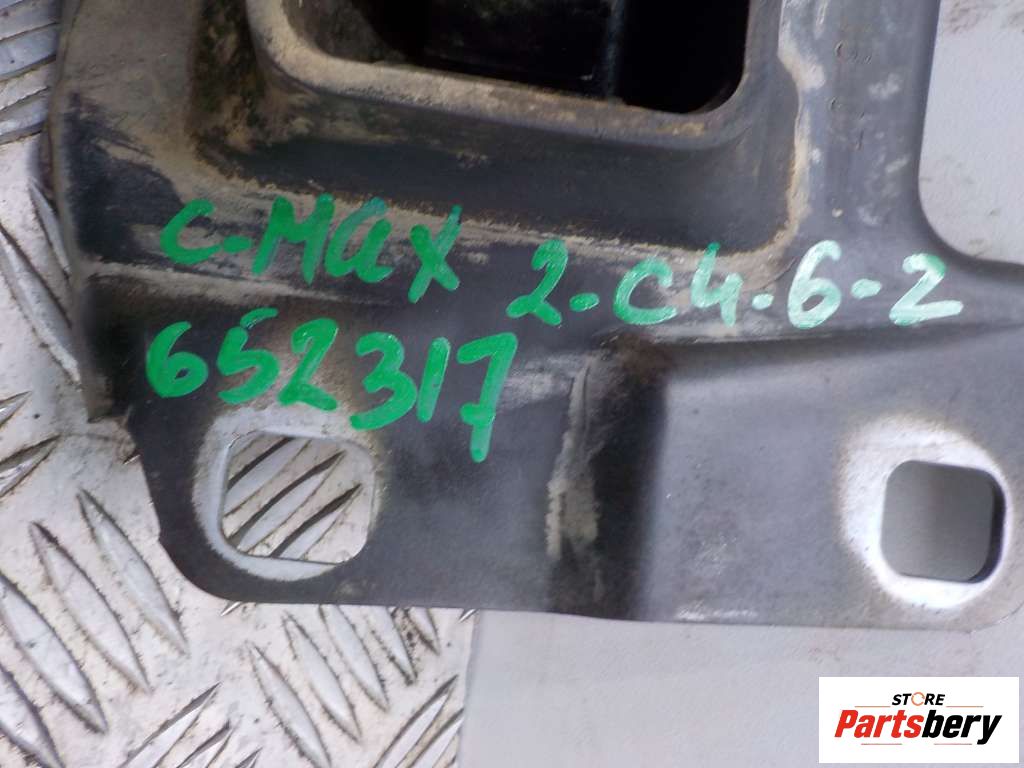 C-Max 2-C4-6-2
652317
STORE
Partsbery